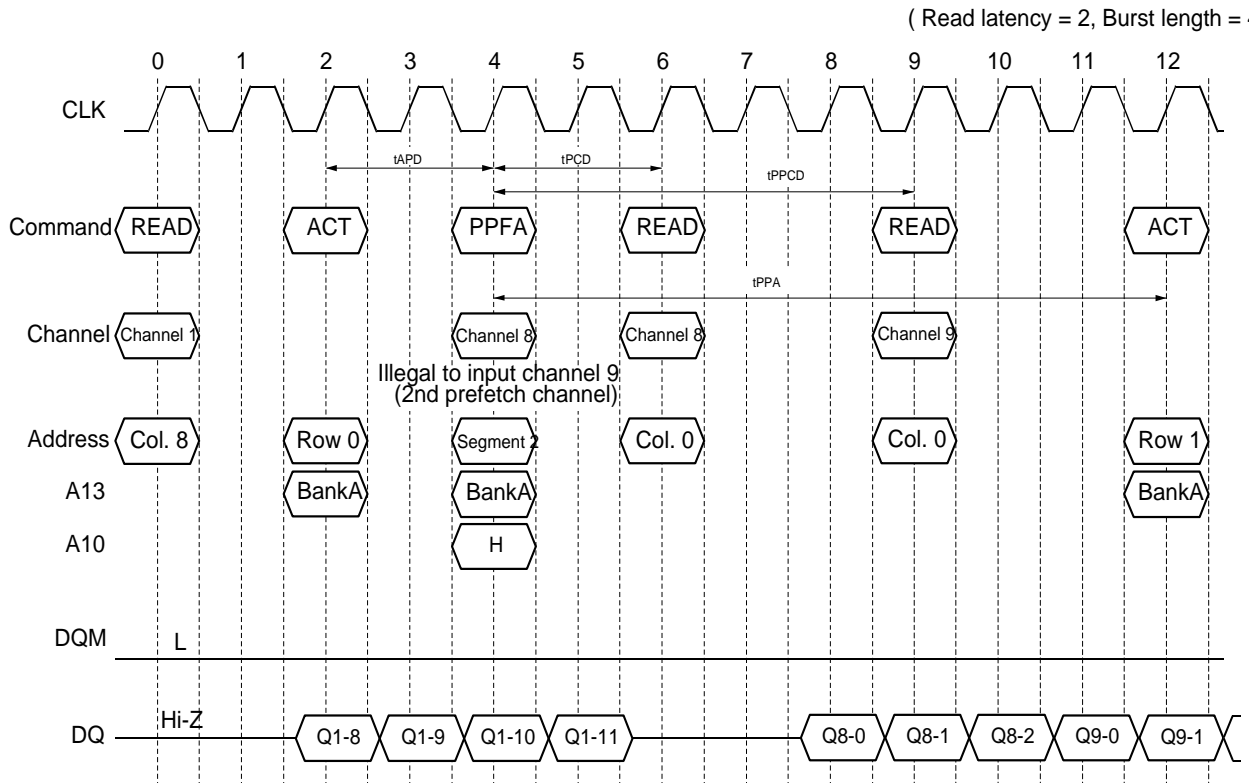 ( Read latency = 2, Burst length = 4
0 1 2 3 4 5 6 7 8 9 10 11 12
CLK
tAPD tPCD
tPPCD
Command READ ACT PPFA READ READ ACT
tPPA
Channel Channel 1 Channel 8 Channel 8 Channel 9
Illegal to input channel 9
(2nd prefetch channel)
Address Col. 8 Row 0 Segment 2 Col. 0 Col. 0 Row 1
A13 BankA BankA BankA
A10 H
DQM L
Hi-Z
DQ Q1-8 Q1-9 Q1-10 Q1-11 Q8-0 Q8-1 Q8-2 Q9-0 Q9-1